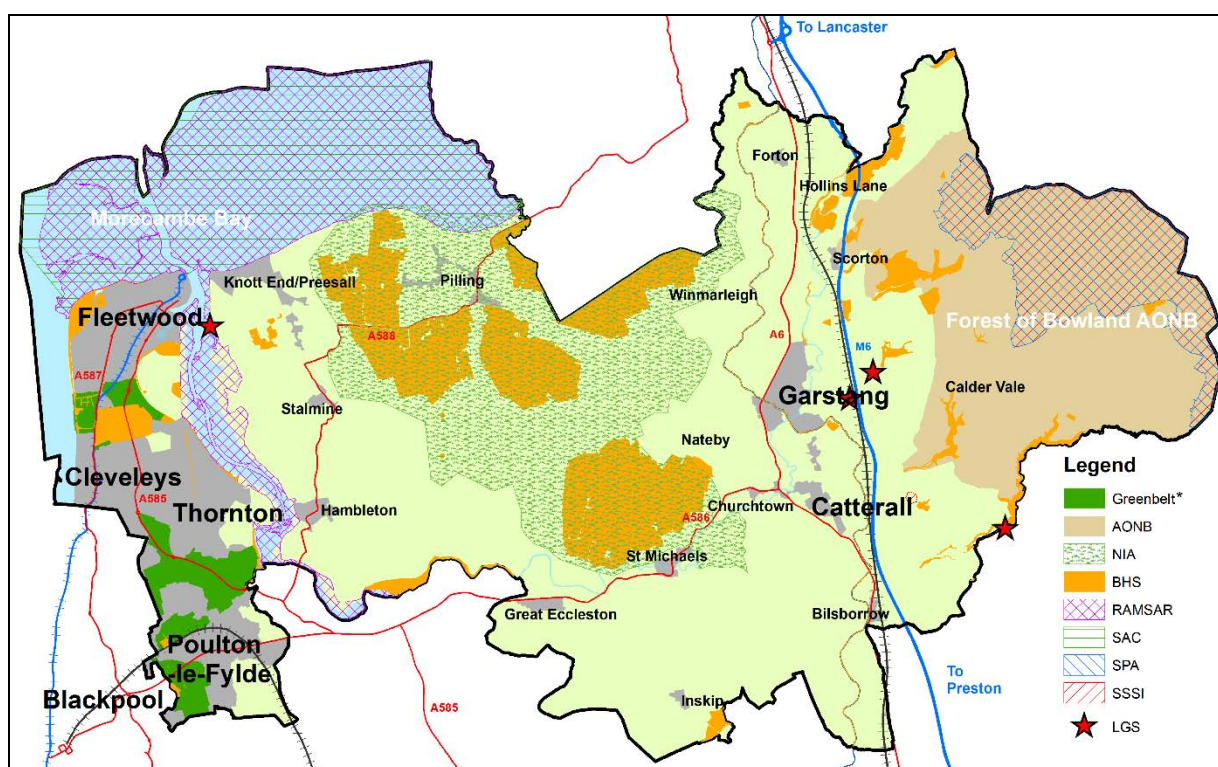 To Lancaster
Forton
Hollins Lane
Morecambe Bay
Scorton
Knott End/Preesall
Pilling
Winmarleigh
Fleetwood
A588
A6
M6
Forest of Bowland AONB
A587
Calder Vale
Garstang
Stalmine
Nateby
Cleveleys
A585
Thornton
Hambleton
Churchtown
A586
Catterall
St Michaels
Great Eccleston
Bilsborrow
Poulton
-le-Fylde
Blackpool
A585
Inskip
To
Preston
Legend
Greenbelt*
AONB
NIA
BHS
RAMSAR
SAC
SPA
SSSI
LGS